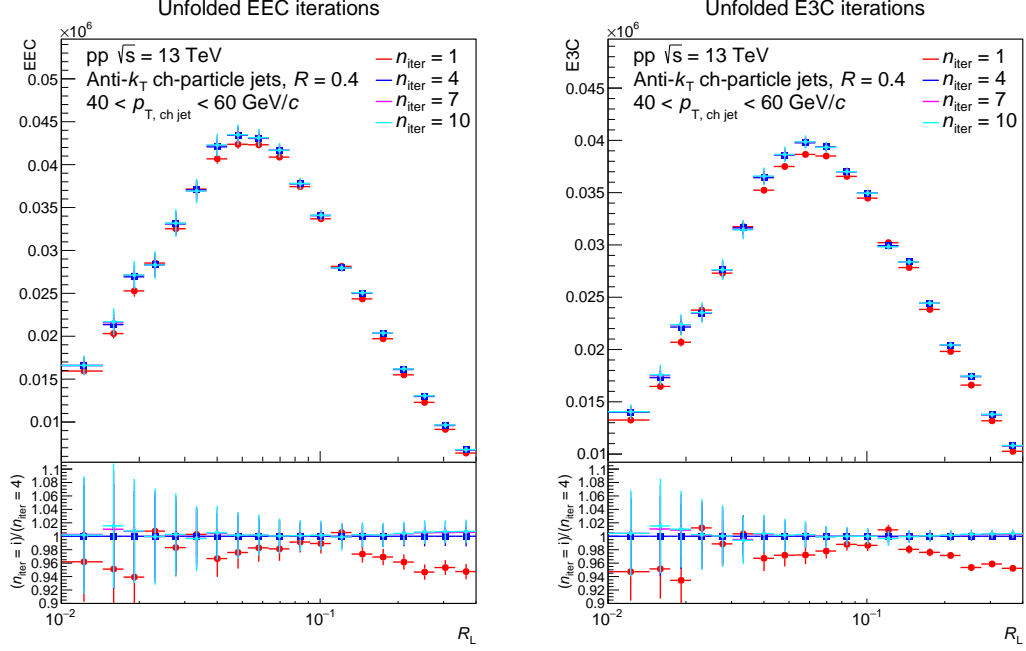 Unfolded EEC iterations
×10⁶
EEC
pp √s = 13 TeV
Anti-k_T ch-particle jets, R = 0.4
40 < p_T, ch jet < 60 GeV/c
n_iter = 1
n_iter = 4
n_iter = 7
n_iter = 10
0.05
0.045
0.04
0.035
0.03
0.025
0.02
0.015
0.01
(n_iter = i)/(n_iter = 4)
1.1
1.08
1.06
1.04
1.02
1
0.98
0.96
0.94
0.92
0.9
10⁻²
10⁻¹
R_L
Unfolded E3C iterations
×10⁶
E3C
pp √s = 13 TeV
Anti-k_T ch-particle jets, R = 0.4
40 < p_T, ch jet < 60 GeV/c
n_iter = 1
n_iter = 4
n_iter = 7
n_iter = 10
0.045
0.04
0.035
0.03
0.025
0.02
0.015
0.01
(n_iter = i)/(n_iter = 4)
1.1
1.08
1.06
1.04
1.02
1
0.98
0.96
0.94
0.92
0.9
10⁻²
10⁻¹
R_L